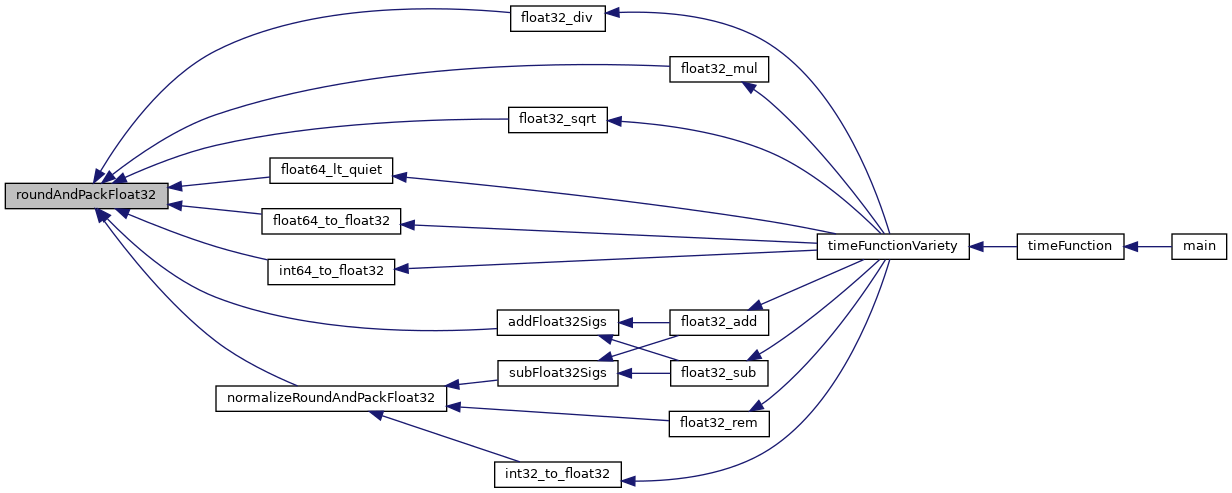 float32_div
float32_mul
float32_sqrt
float64_lt_quiet
roundAndPackFloat32
float64_to_float32
timeFunctionVariety
timeFunction
main
int64_to_float32
addFloat32Sigs
float32_add
subFloat32Sigs
float32_sub
normalizeRoundAndPackFloat32
float32_rem
int32_to_float32